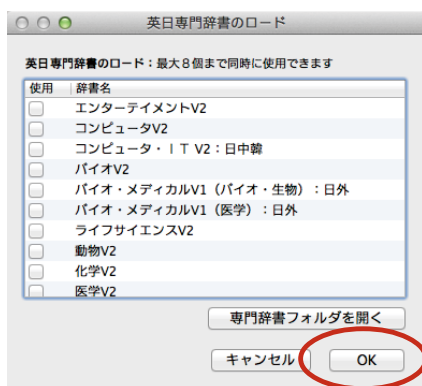 英日専門辞書のロード
英日専門辞書のロード：最大８個まで同時に使用できます
使用 辞書名
エンターテイメントV2
コンピュータV2
コンピュータ・ＩＴ V2：日中韓
バイオV2
バイオ・メディカルV1（バイオ・生物）：日外
バイオ・メディカルV1（医学）：日外
ライフサイエンスV2
動物V2
化学V2
医学V2
専門辞書フォルダを開く
キャンセル OK